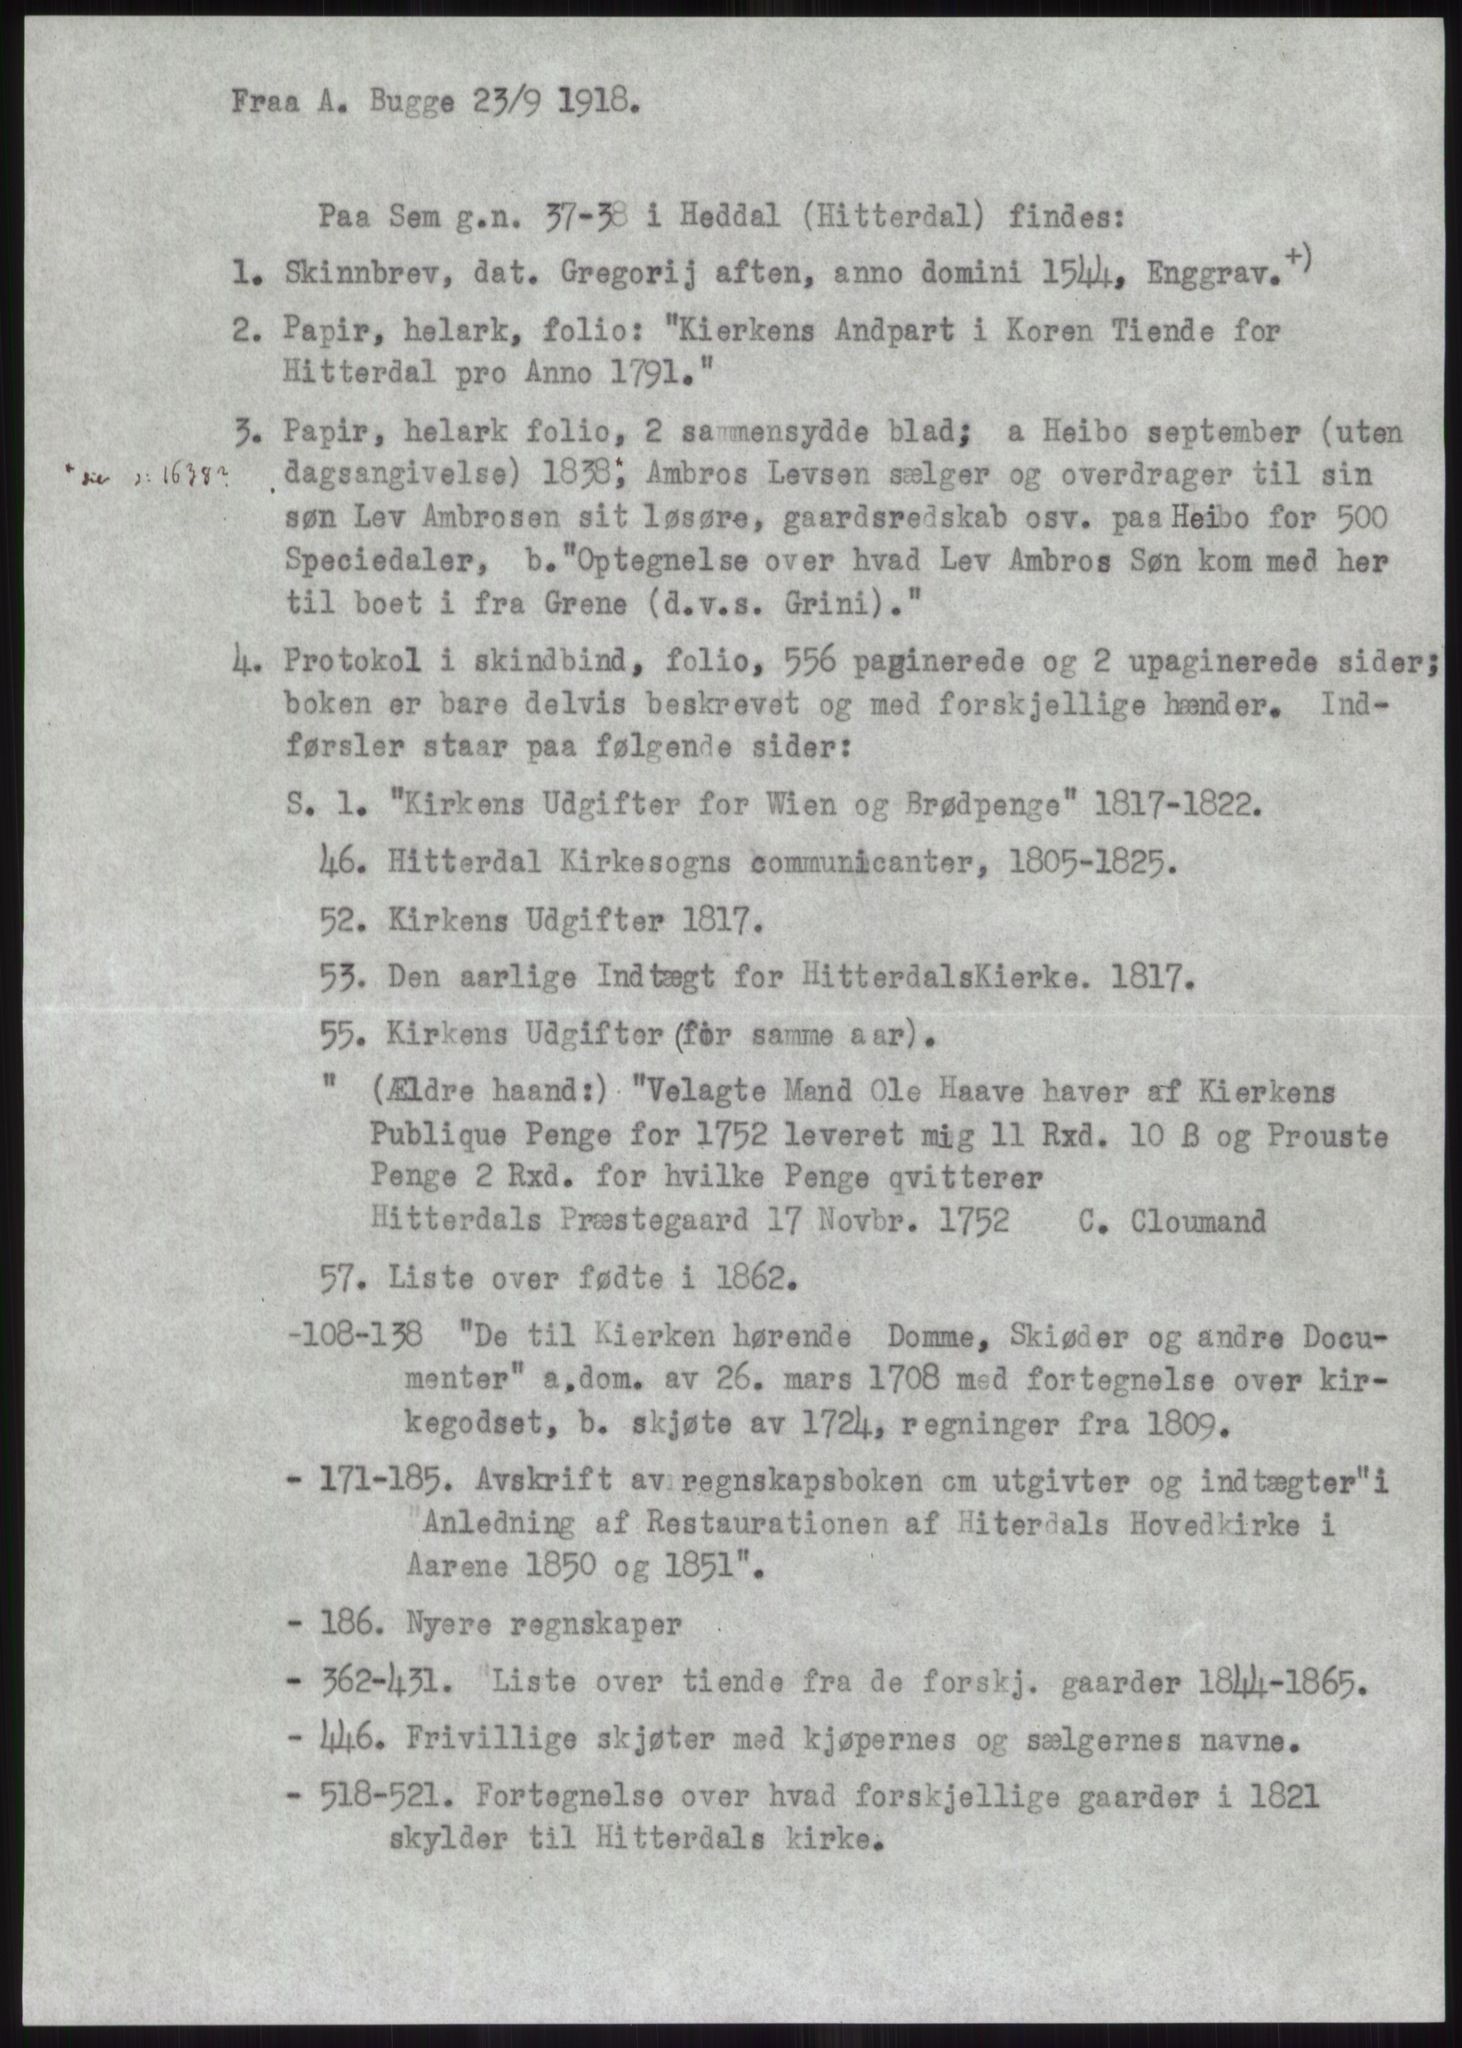 Fraa A. Bugge 23/9 1918.
Paa Sem g.n. 37-38 i Heddal (Hitterdal) findes:
1. Skinnbrev, dat. Gregorij aften, anno domini 1544, Enggrav.+)
2. Papir, helark, folio: "Kierkens Andpart i Koren Tiende for
Hitterdal pro Anno 1791."
3. Papir, helark folio, 2 sammensydde blad; a Heibo september (uten
dagsangivelse) 1838+; Ambros Levsen sælger og overdrager til sin
+ sic ɔ: 1638?
søn Lev Ambrosen sit løsøre, gaardsredskab osv. paa Heibo for 500
Speciedaler, b."Optegnelse over hvad Lev Ambros Søn kom med her
til boet i fra Grene (d.v.s. Grini)."
4. Protokol i skindbind, folio, 556 paginerede og 2 upaginerede sider;
boken er bare delvis beskrevet og med forskjellige hænder. Ind-
førsler staar paa følgende sider:
S. 1. "Kirkens Udgifter for Wien og Brødpenge" 1817-1822.
46. Hitterdal Kirkesogns communicanter, 1805-1825.
52. Kirkens Udgifter 1817.
53. Den aarlige Indtægt for HitterdalsKierke. 1817.
55. Kirkens Udgifter (for samme aar).
" (Ældre haand:) "Velagte Mand Ole Haave haver af Kierkens
Publique Penge for 1752 leveret mig 11 Rxd. 10 ß og Prouste
Penge 2 Rxd. for hvilke Penge qvitterer
Hitterdals Præstegaard 17 Novbr. 1752 C. Cloumand
57. Liste over fødte i 1862.
-108-138 "De til Kierken hørende Domme, Skiøder og andre Docu-
menter" a.dom. av 26. mars 1708 med fortegnelse over kir-
kegodset, b. skjøte av 1724, regninger fra 1809.
- 171-185. Avskrift av regnskapsboken om utgivter og indtægter" i
"Anledning af Restaurationen af Hiterdals Hovedkirke i
Aarene 1850 og 1851".
- 186. Nyere regnskaper
- 362-431. Liste over tiende fra de forskj. gaarder 1844-1865.
- 446. Frivillige skjøter med kjøpernes og sælgernes navne.
- 518-521. Fortegnelse over hvad forskjellige gaarder i 1821
skylder til Hitterdals kirke.